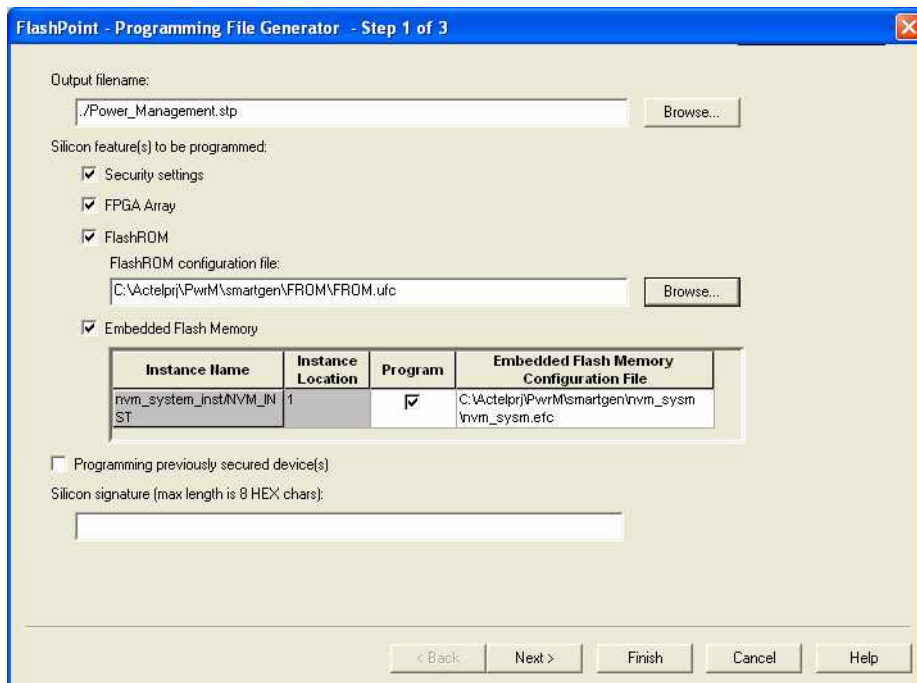 FlashPoint - Programming File Generator - Step 1 of 3
Output filename:
./Power_Management.stp
Browse...
Silicon feature(s) to be programmed:
Security settings
FPGA Array
FlashROM
FlashROM configuration file:
C:\Actelprj\PwrM\smartgen\FROM\FROM.ufc
Browse...
Embedded Flash Memory
Instance Name
Instance
Location
Program
Embedded Flash Memory
Configuration File
nvm_system_inst/NVM_IN
ST
1
C:\Actelprj\PwrM\smartgen\nvm_sysm
\nvm_sysm.efc
Programming previously secured device(s)
Silicon signature (max length is 8 HEX chars):
< Back
Next >
Finish
Cancel
Help